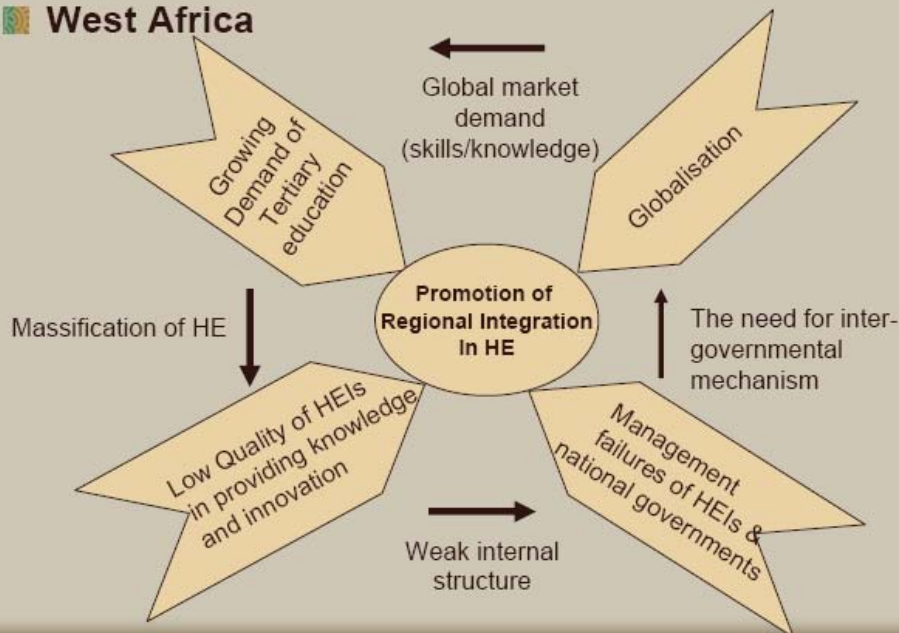 West Africa
Global market
demand
(skills/knowledge)
Growing
Demand of
Tertiary
education
Globalisation
Promotion of
Regional Integration
In HE
Massification of HE
The need for inter-
governmental
mechanism
Low Quality of HEIs
in providing knowledge
and innovation
Management
failures of HEIs &
national governments
Weak internal
structure